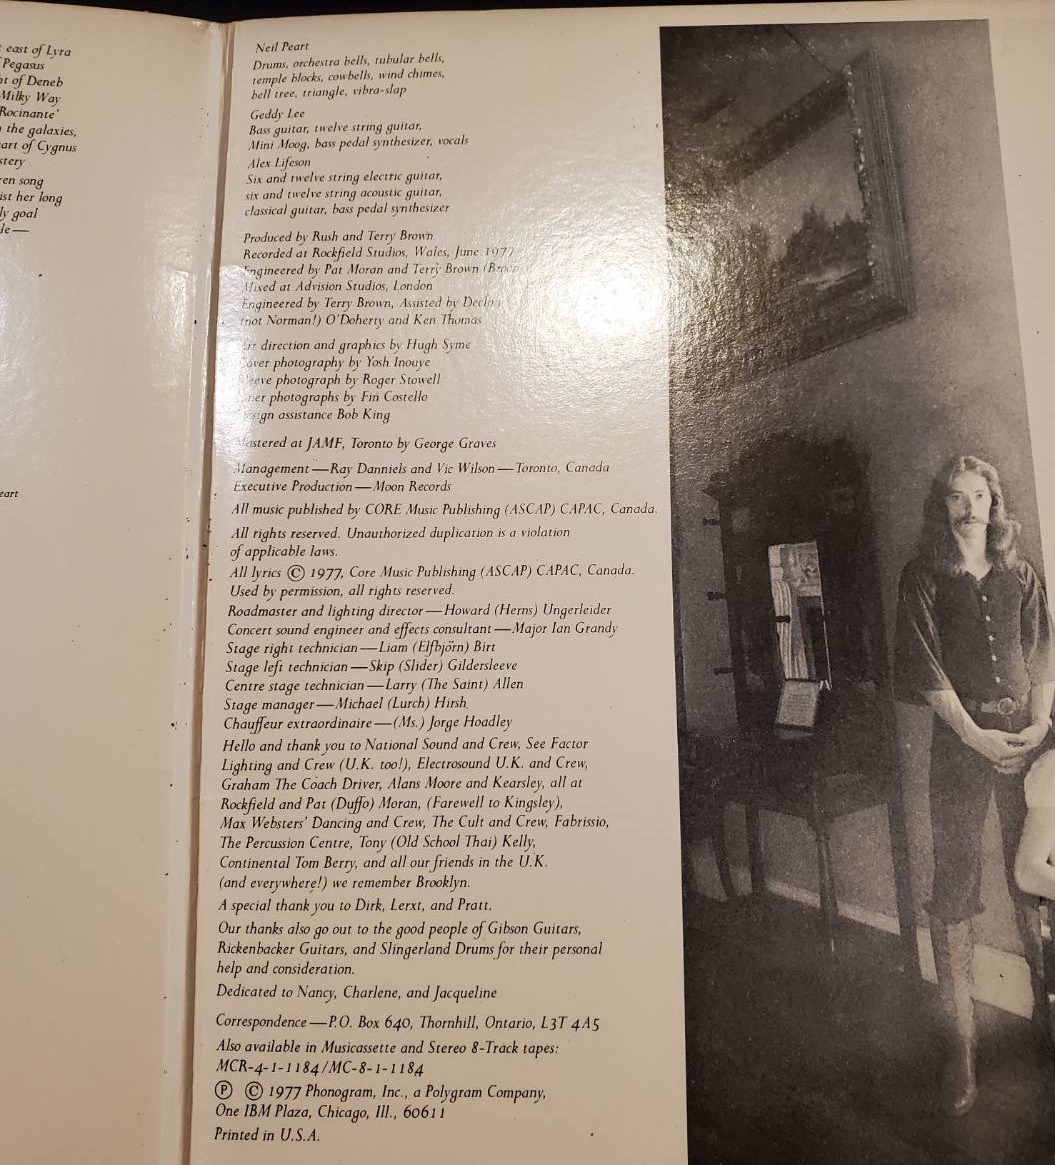 east of Lyra
Pegasus
of Deneb
Milky Way
Rocinante'
the galaxies,
of Cygnus
song
her long
goal
Neil Peart
Drums, orchestra bells, tubular bells,
temple blocks, cowbells, wind chimes,
bell tree, triangle, vibra-slap
Geddy Lee
Bass guitar, twelve string guitar,
Mini Moog, bass pedal synthesizer, vocals
Alex Lifeson
Six and twelve string electric guitar,
six and twelve string acoustic guitar,
classical guitar, bass pedal synthesizer
Produced by Rush and Terry Brown
Recorded at Rockfield Studios, Wales, June 1977
Engineered by Pat Moran and Terry Brown
Mixed at Advision Studios, London
Engineered by Terry Brown, Assisted by
(not Norman!) O'Doherty and Ken Thomas
direction and graphics by Hugh Syme
photography by Yosh Inouye
photograph by Roger Stowell
photographs by Fin Costello
assistance Bob King
Mastered at JAMF, Toronto by George Graves
Management—Ray Danniels and Vic Wilson—Toronto, Canada
Executive Production—Moon Records
All music published by CORE Music Publishing (ASCAP) CAPAC, Canada.
All rights reserved. Unauthorized duplication is a violation
of applicable laws.
All lyrics © 1977, Core Music Publishing (ASCAP) CAPAC, Canada.
Used by permission, all rights reserved.
Roadmaster and lighting director—Howard (Herns) Ungerleider
Concert sound engineer and effects consultant—Major Ian Grandy
Stage right technician—Liam (Elfbjörn) Birt
Stage left technician—Skip (Slider) Gildersleeve
Centre stage technician—Larry (The Saint) Allen
Stage manager—Michael (Lurch) Hirsh
Chauffeur extraordinaire—(Ms.) Jorge Hoadley
Hello and thank you to National Sound and Crew, See Factor
Lighting and Crew (U.K. too!), Electrosound U.K. and Crew,
Graham The Coach Driver, Alans Moore and Kearsley, all at
Rockfield and Pat (Duffo) Moran, (Farewell to Kingsley),
Max Websters' Dancing and Crew, The Cult and Crew, Fabrissio,
The Percussion Centre, Tony (Old School Thai) Kelly,
Continental Tom Berry, and all our friends in the U.K.
(and everywhere!) we remember Brooklyn.
A special thank you to Dirk, Lerxt, and Pratt.
Our thanks also go out to the good people of Gibson Guitars,
Rickenbacker Guitars, and Slingerland Drums for their personal
help and consideration.
Dedicated to Nancy, Charlene, and Jacqueline
Correspondence—P.O. Box 640, Thornhill, Ontario, L3T 4A5
Also available in Musicassette and Stereo 8-Track tapes:
MCR-4-1-1184/MC-8-1-1184
℗ © 1977 Phonogram, Inc., a Polygram Company,
One IBM Plaza, Chicago, Ill., 60611
Printed in U.S.A.